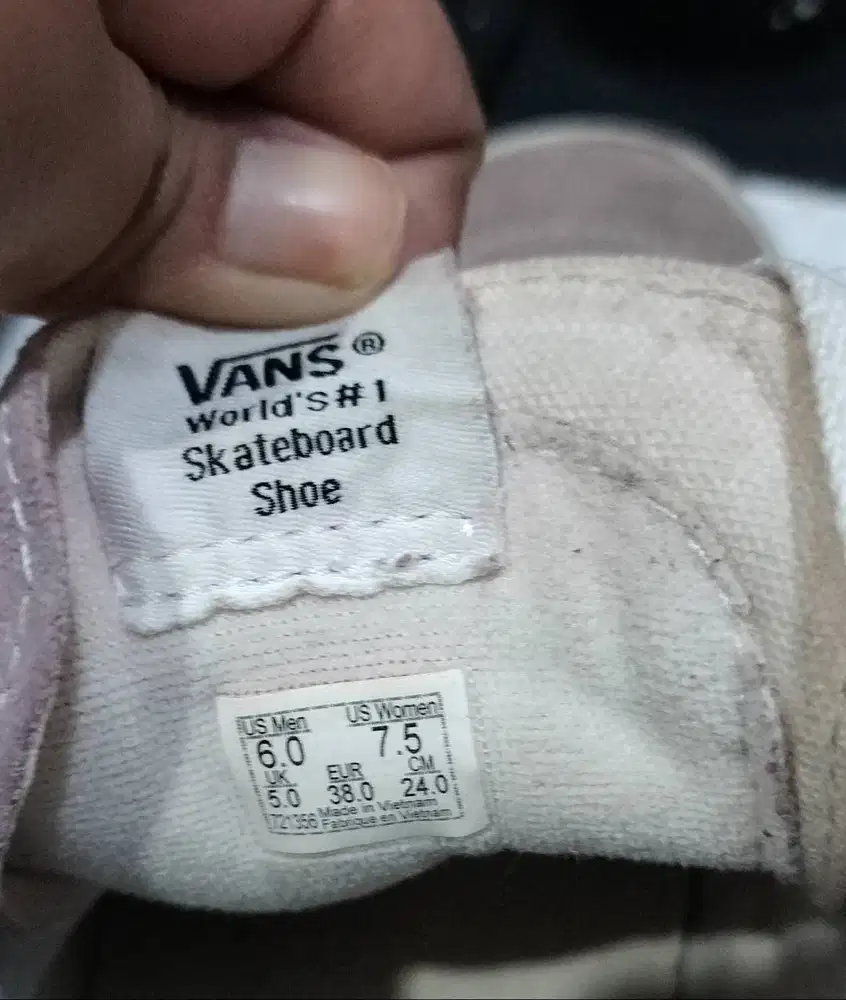 VANS®
World's #1
Skateboard
Shoe
US Men US Women
6.0 7.5
UK EUR CM
5.0 38.0 24.0
721356 Made in Vietnam
Fabriqué en Vietnam